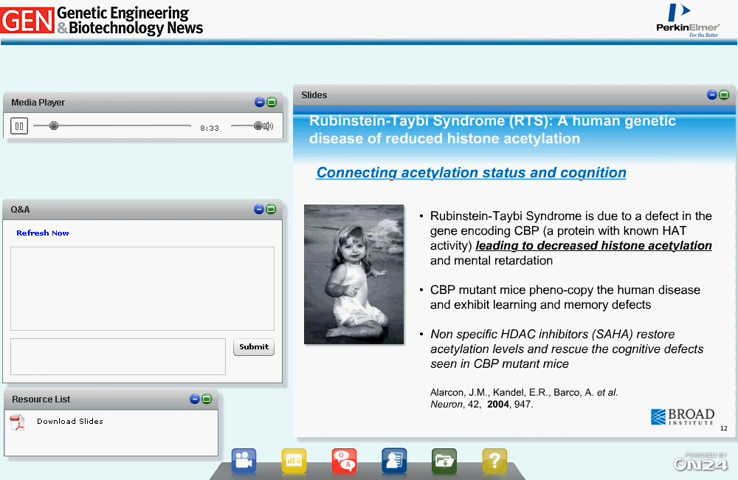 GEN Genetic Engineering
& Biotechnology News
PerkinElmer
For the Better
Media Player
8:33
Q&A
Refresh Now
Submit
Resource List
Download Slides
Slides
Rubinstein-Taybi Syndrome (RTS): A human genetic
disease of reduced histone acetylation
Connecting acetylation status and cognition
• Rubinstein-Taybi Syndrome is due to a defect in the
gene encoding CBP (a protein with known HAT
activity) leading to decreased histone acetylation
and mental retardation
• CBP mutant mice pheno-copy the human disease
and exhibit learning and memory defects
• Non specific HDAC inhibitors (SAHA) restore
acetylation levels and rescue the cognitive defects
seen in CBP mutant mice
Alarcon, J.M., Kandel, E.R., Barco, A. et al.
Neuron, 42, 2004, 947.
BROAD
INSTITUTE
12
Q
A
?
POWERED BY
ON24